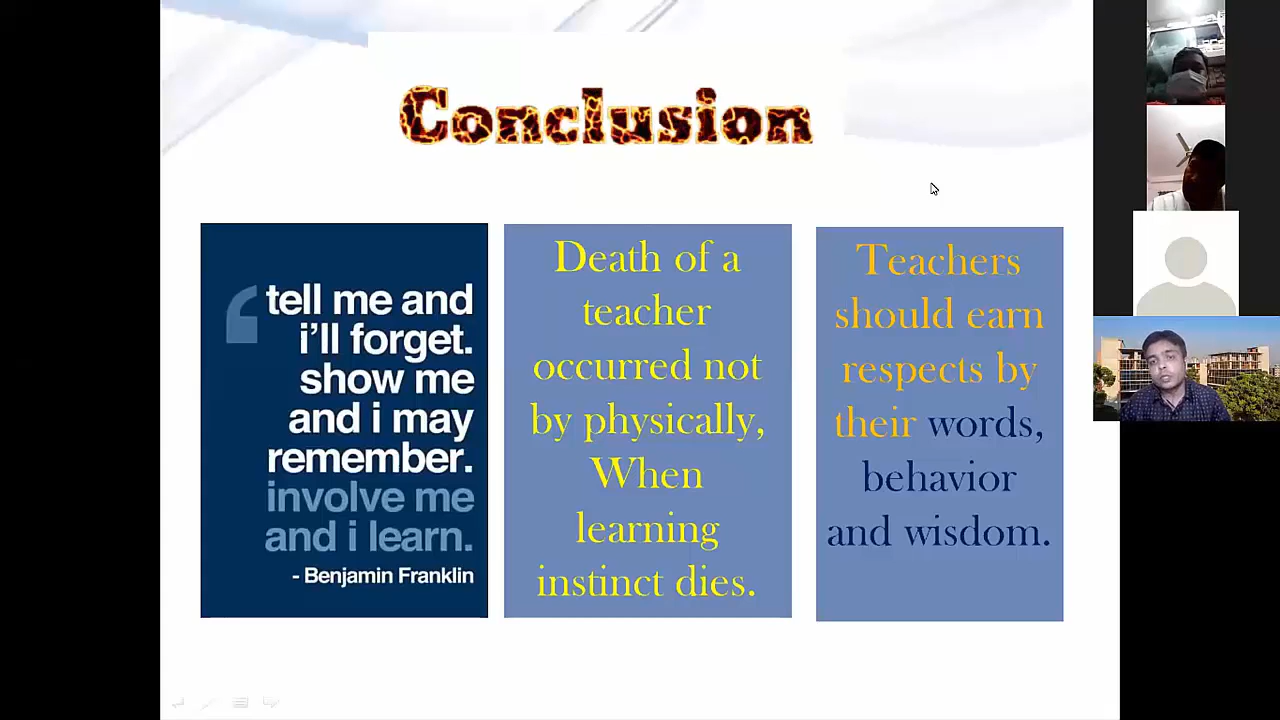 Conclusion
tell me and
i'll forget.
show me
and i may
remember.
involve me
and i learn.
- Benjamin Franklin
Death of a
teacher
occurred not
by physically,
When
learning
instinct dies.
Teachers
should earn
respects by
their words,
behavior
and wisdom.